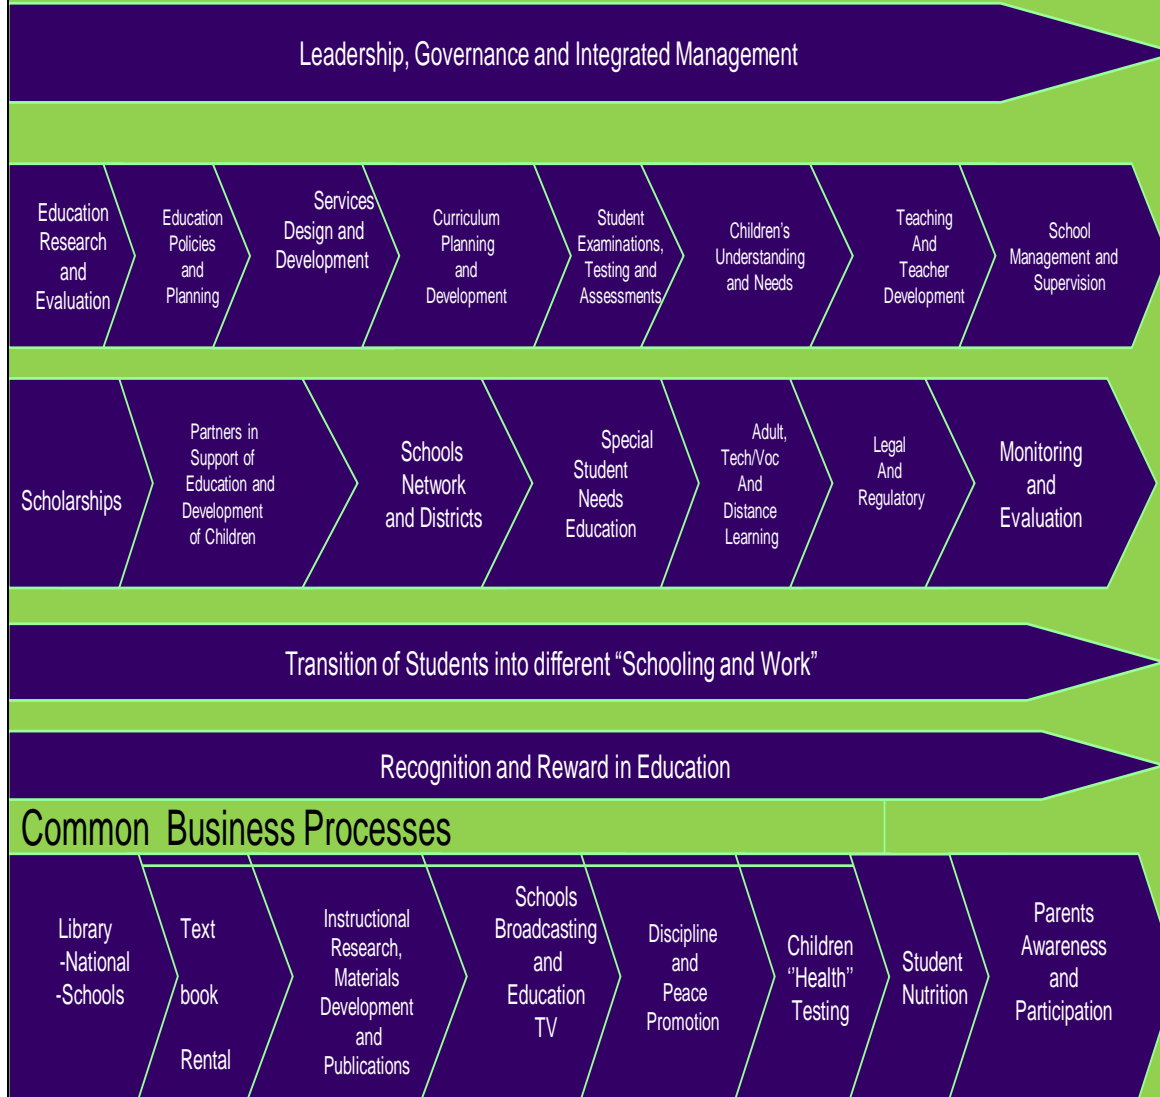 Leadership, Governance and Integrated Management
Education
Research
and
Evaluation
Education
Policies
and
Planning
Services
Design and
Development
Curriculum
Planning
and
Development
Student
Examinations,
Testing and
Assessments
Children’s
Understanding
and Needs
Teaching
And
Teacher
Development
School
Management and
Supervision
Scholarships
Partners in
Support of
Education and
Development
of Children
Schools
Network
and Districts
Special
Student
Needs
Education
Adult,
Tech/Voc
And
Distance
Learning
Legal
And
Regulatory
Monitoring
and
Evaluation
Transition of Students into different “Schooling and Work”
Recognition and Reward in Education
Common Business Processes
Library
-National
-Schools
Text
book
Rental
Instructional
Research,
Materials
Development
and
Publications
Schools
Broadcasting
and
Education
TV
Discipline
and
Peace
Promotion
Children
“Health”
Testing
Student
Nutrition
Parents
Awareness
and
Participation